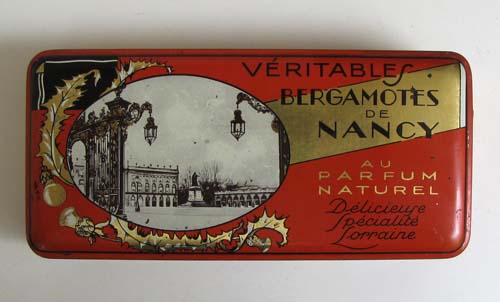 VÉRITABLES
BERGAMOTES
DE
NANCY
AU
PARFUM
NATUREL
Délicieuse
Spécialité
Lorraine